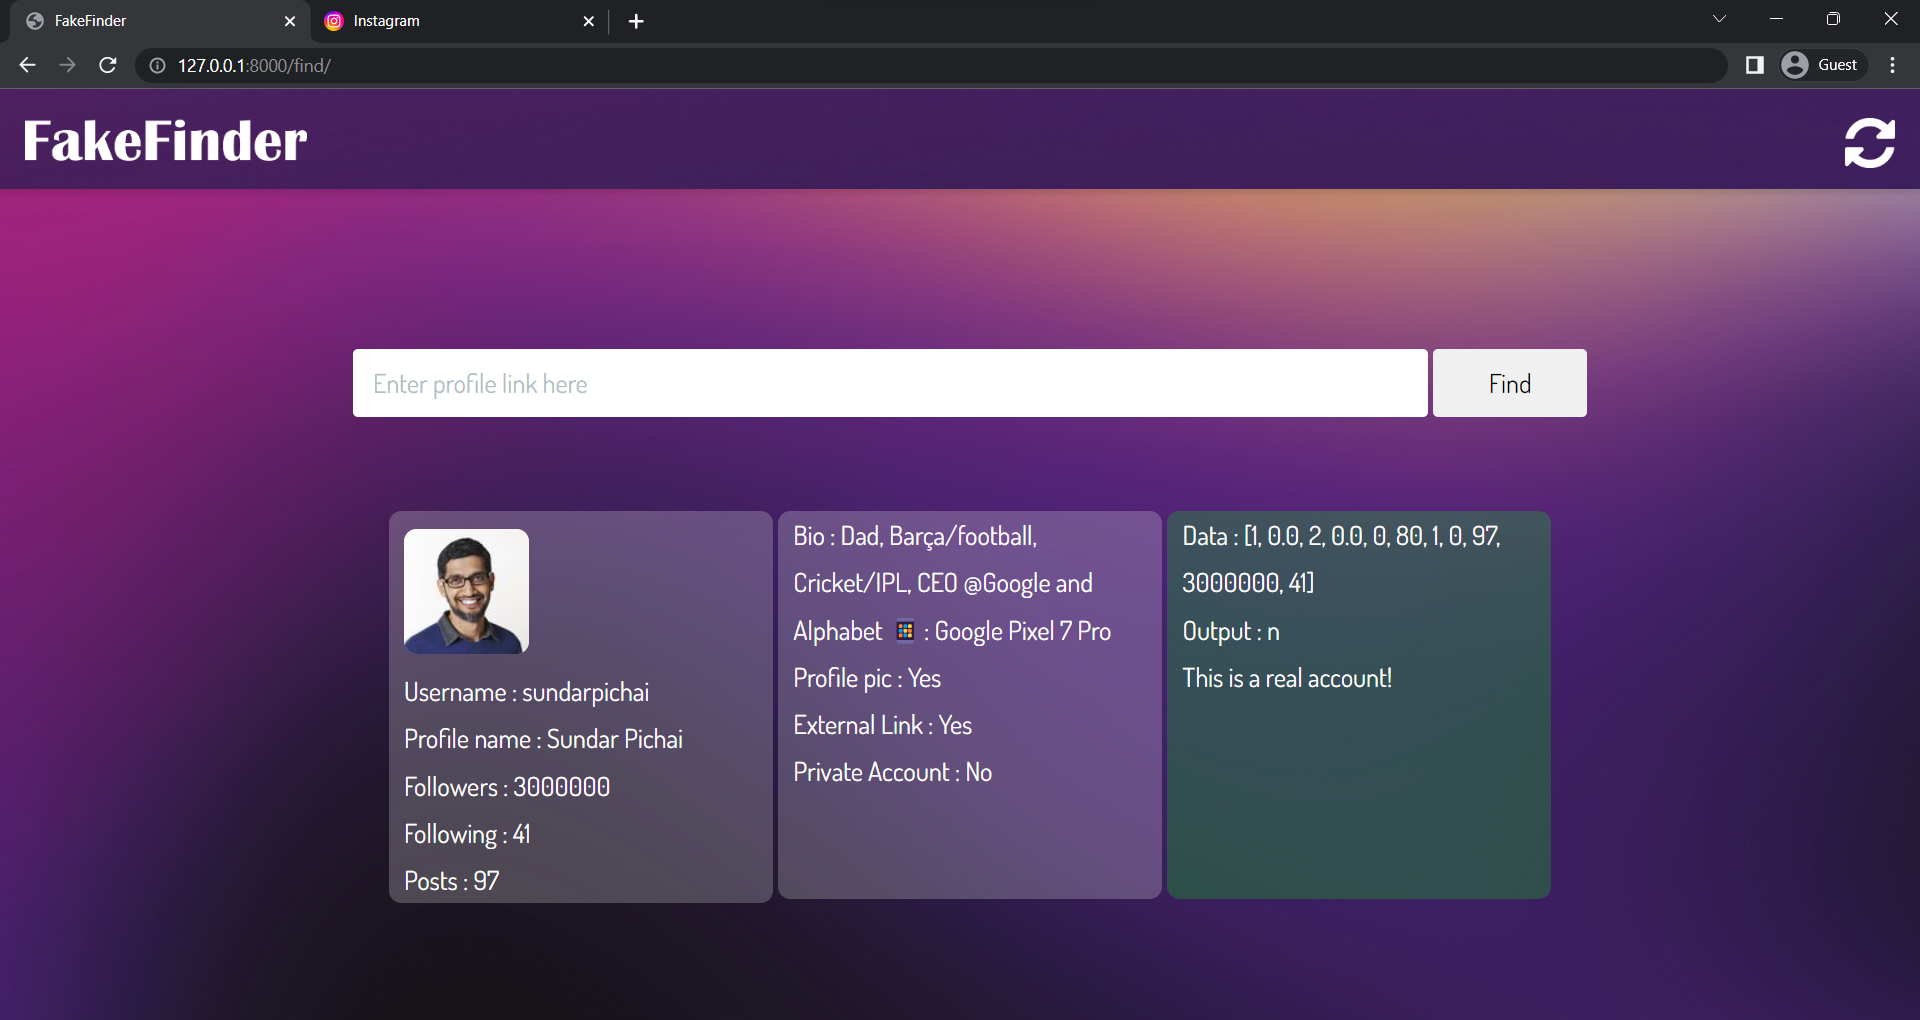 FakeFinder
Instagram
127.0.0.1:8000/find/
Guest
FakeFinder
Enter profile link here
Find
Username : sundarpichai
Profile name : Sundar Pichai
Followers : 3000000
Following : 41
Posts : 97
Bio : Dad, Barça/football,
Cricket/IPL, CEO @Google and
Alphabet 📱 : Google Pixel 7 Pro
Profile pic : Yes
External Link : Yes
Private Account : No
Data : [1, 0.0, 2, 0.0, 0, 80, 1, 0, 97,
3000000, 41]
Output : n
This is a real account!